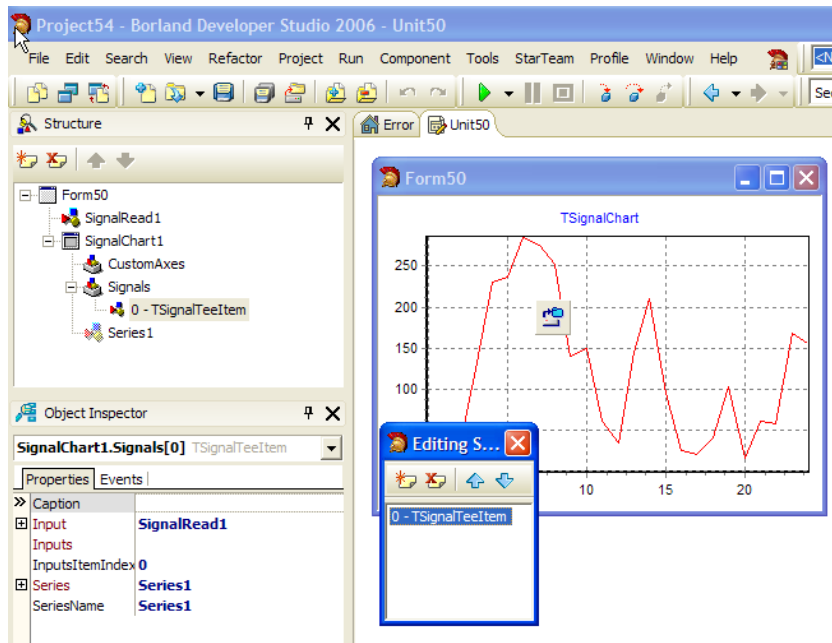 Project54 - Borland Developer Studio 2006 - Unit50
File Edit Search View Refactor Project Run Component Tools StarTeam Profile Window Help
Structure
Error Unit50
Form50
SignalRead1
SignalChart1
CustomAxes
Signals
0 - TSignalTeeItem
Series1
Form50
TSignalChart
250
200
150
100
10 15 20
Object Inspector
SignalChart1.Signals[0] TSignalTeeItem
Properties Events
Caption
Input SignalRead1
Inputs
InputsItemIndex 0
Series Series1
SeriesName Series1
Editing S...
0 - TSignalTeeItem